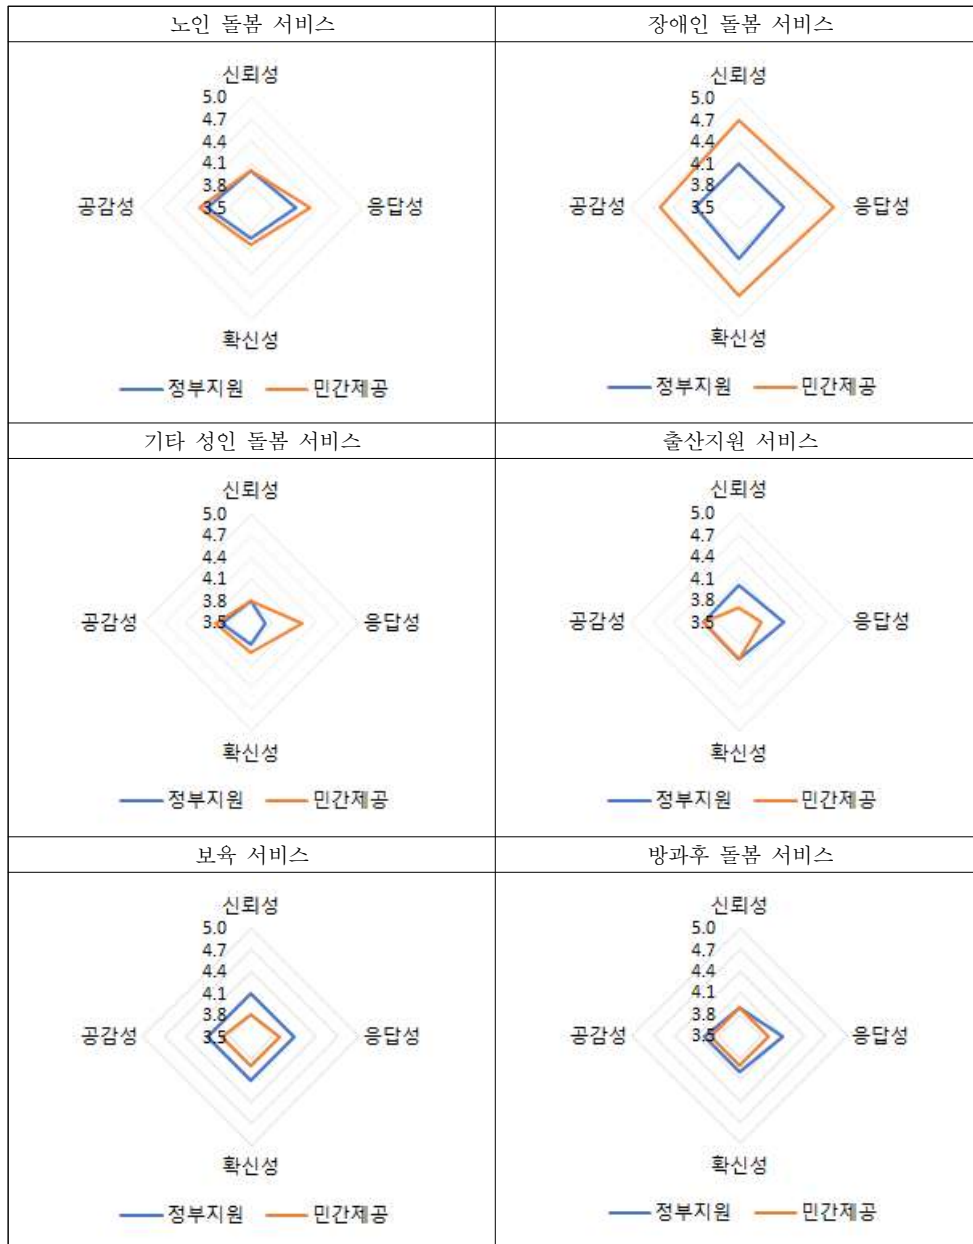 노인 돌봄 서비스
장애인 돌봄 서비스
신뢰성
5.0
4.7
4.4
4.1
3.8
3.5
공감성
응답성
확신성
정부지원 민간제공
신뢰성
5.0
4.7
4.4
4.1
3.8
3.5
공감성
응답성
확신성
정부지원 민간제공
기타 성인 돌봄 서비스
출산지원 서비스
신뢰성
5.0
4.7
4.4
4.1
3.8
3.5
공감성
응답성
확신성
정부지원 민간제공
신뢰성
5.0
4.7
4.4
4.1
3.8
3.5
공감성
응답성
확신성
정부지원 민간제공
보육 서비스
방과후 돌봄 서비스
신뢰성
5.0
4.7
4.4
4.1
3.8
3.5
공감성
응답성
확신성
정부지원 민간제공
신뢰성
5.0
4.7
4.4
4.1
3.8
3.5
공감성
응답성
확신성
정부지원 민간제공